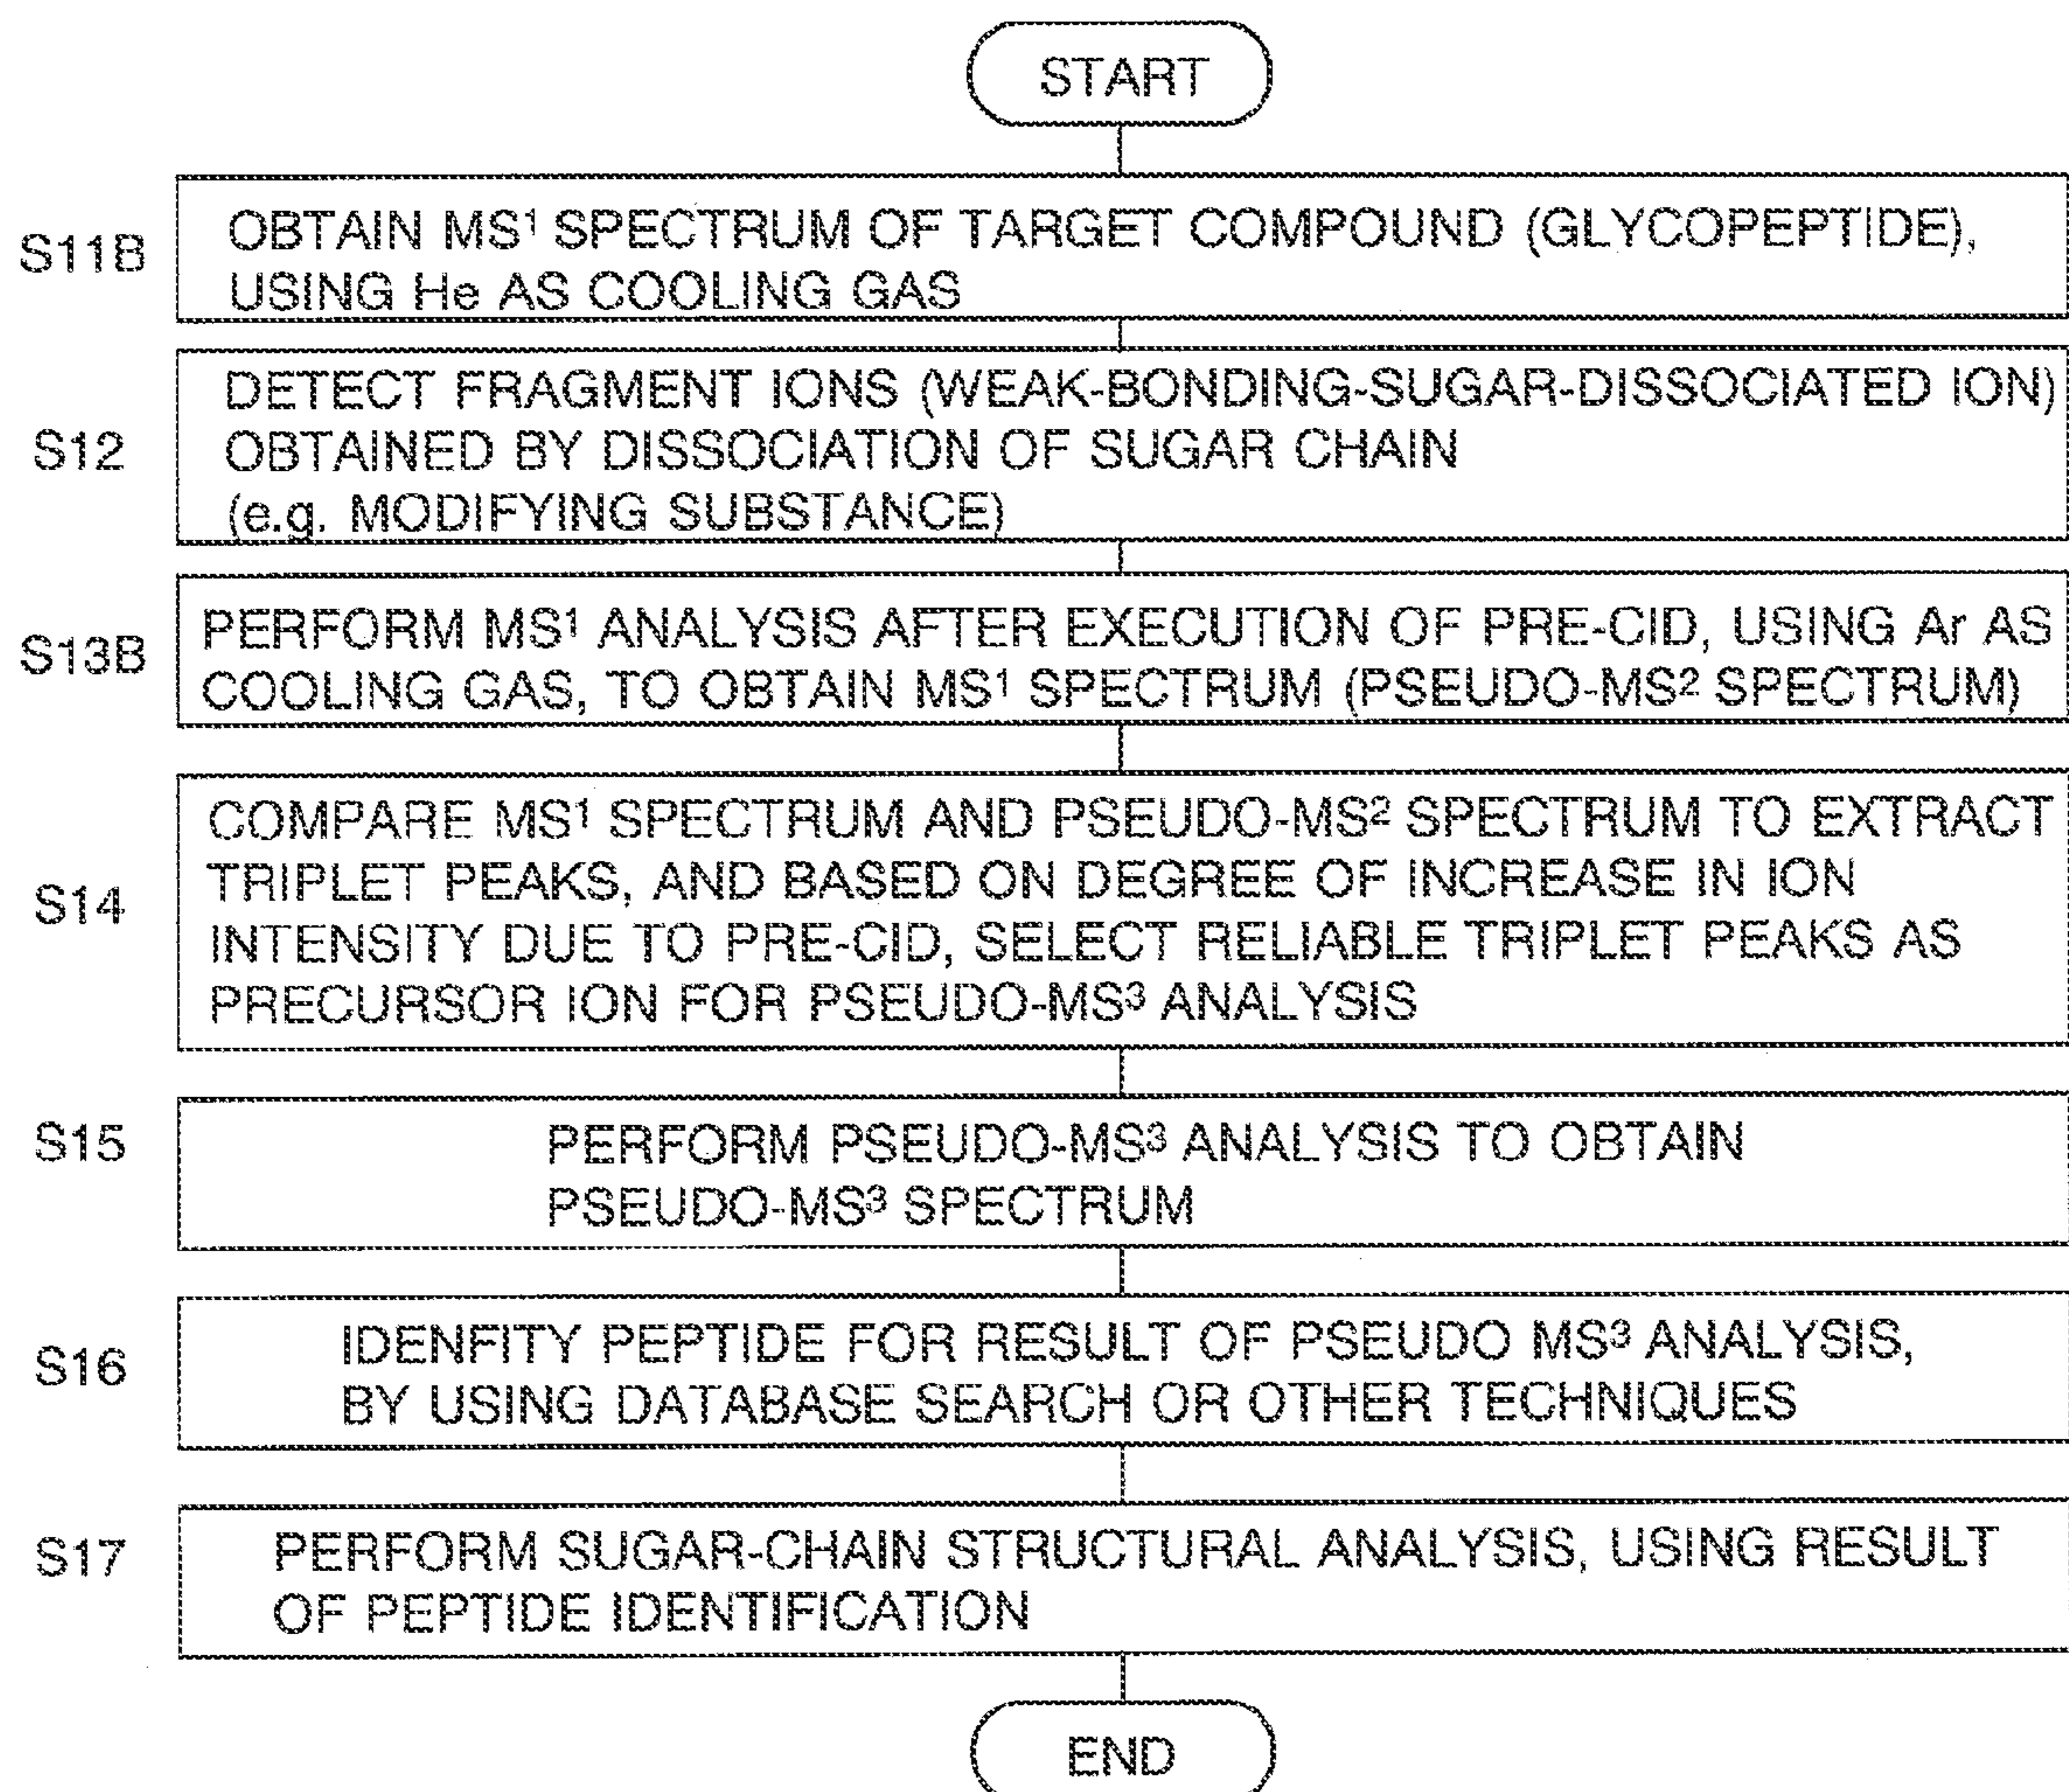 START
S11B
OBTAIN MS¹ SPECTRUM OF TARGET COMPOUND (GLYCOPEPTIDE),
USING He AS COOLING GAS
S12
DETECT FRAGMENT IONS (WEAK-BONDING-SUGAR-DISSOCIATED ION)
OBTAINED BY DISSOCIATION OF SUGAR CHAIN
(e.g. MODIFYING SUBSTANCE)
S13B
PERFORM MS¹ ANALYSIS AFTER EXECUTION OF PRE-CID, USING Ar AS
COOLING GAS, TO OBTAIN MS¹ SPECTRUM (PSEUDO-MS² SPECTRUM)
S14
COMPARE MS¹ SPECTRUM AND PSEUDO-MS² SPECTRUM TO EXTRACT
TRIPLET PEAKS, AND BASED ON DEGREE OF INCREASE IN ION
INTENSITY DUE TO PRE-CID, SELECT RELIABLE TRIPLET PEAKS AS
PRECURSOR ION FOR PSEUDO-MS³ ANALYSIS
S15
PERFORM PSEUDO-MS³ ANALYSIS TO OBTAIN
PSEUDO-MS³ SPECTRUM
S16
IDENFITY PEPTIDE FOR RESULT OF PSEUDO MS³ ANALYSIS,
BY USING DATABASE SEARCH OR OTHER TECHNIQUES
S17
PERFORM SUGAR-CHAIN STRUCTURAL ANALYSIS, USING RESULT
OF PEPTIDE IDENTIFICATION
END